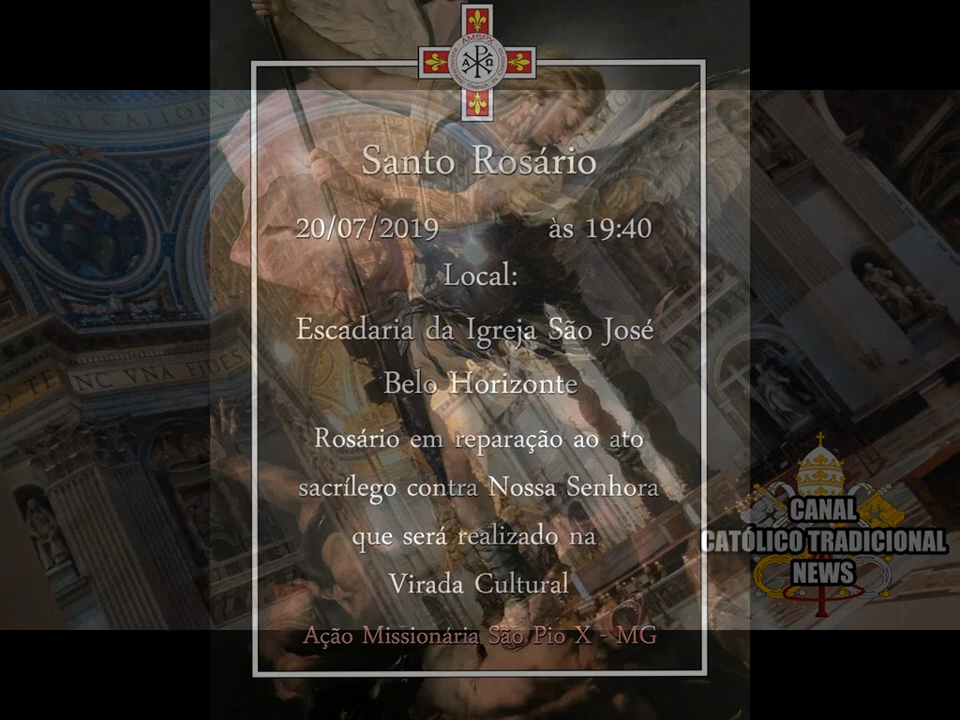 AMSPX
Santo Rosário
20/07/2019 às 19:40
Local:
Escadaria da Igreja São José
Belo Horizonte
Rosário em reparação ao ato
sacrílego contra Nossa Senhora
que será realizado na
Virada Cultural
Ação Missionária São Pio X - MG
VNA FIDES
CANAL
CATÓLICO TRADICIONAL
NEWS